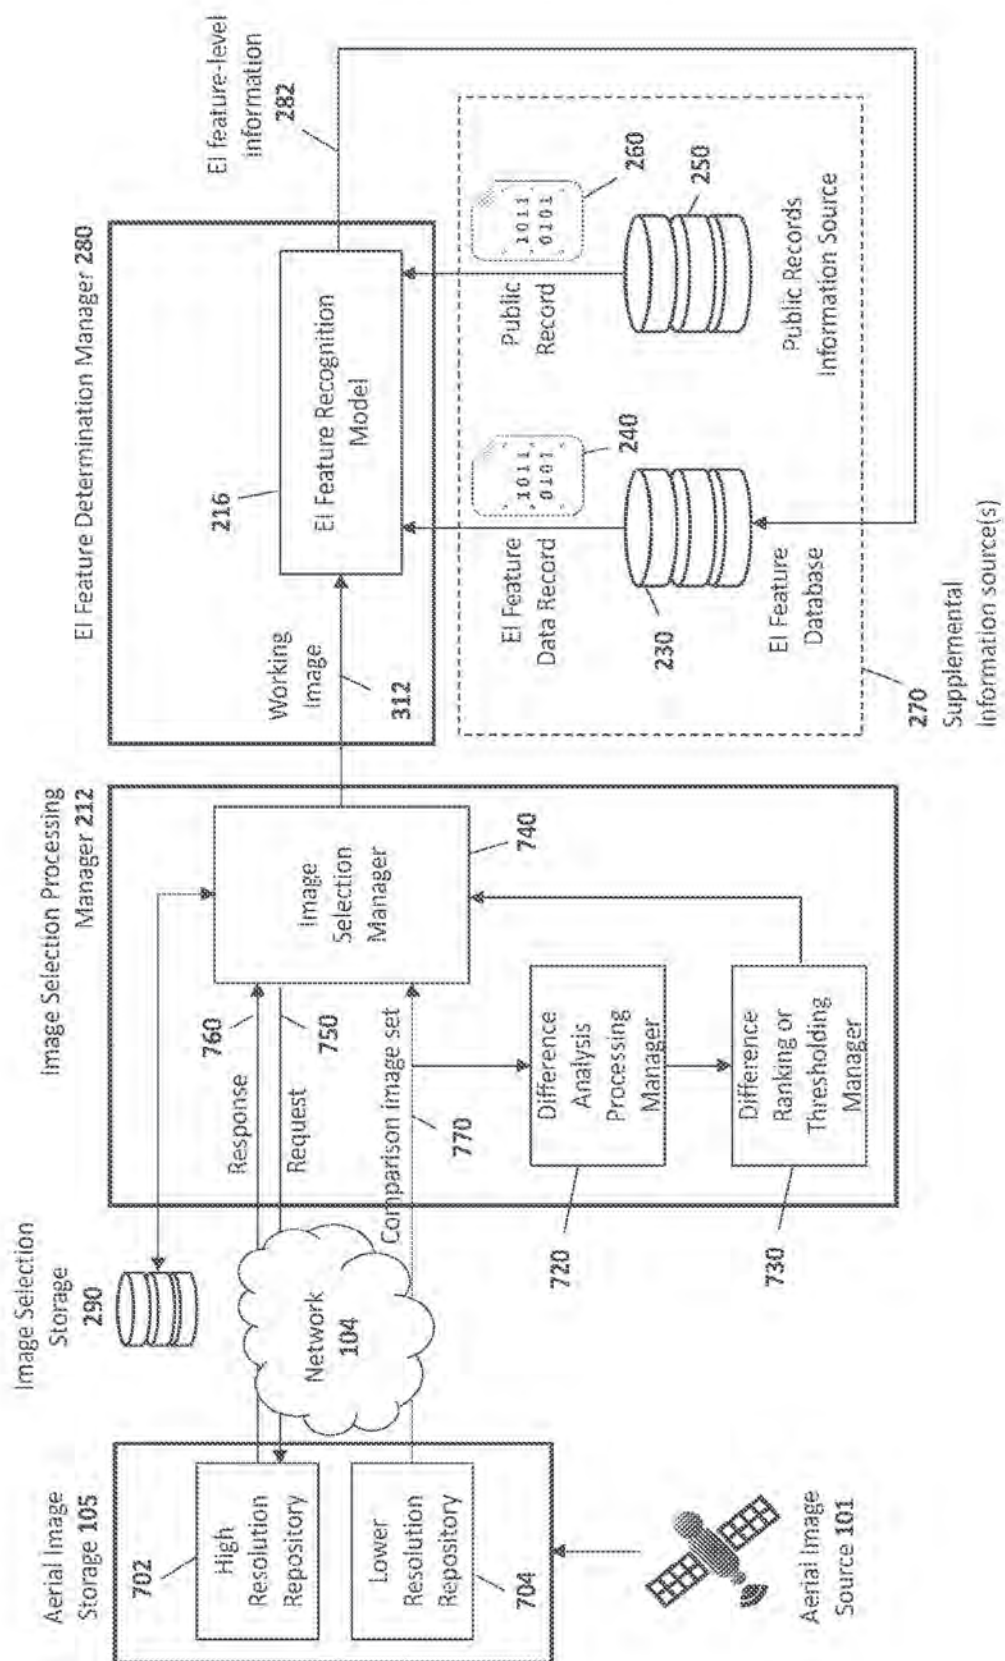 Aerial Image
Storage 105
702
High
Resolution
Repository
Lower
Resolution
Repository
704
Aerial Image
Source 101
Image Selection
Storage
290
Network
104
Image Selection Processing
Manager 212
Response
760
Request
750
Comparison image set
770
Image
Selection
Manager
740
Difference
Analysis
Processing
Manager
720
Difference
Ranking or
Thresholding
Manager
730
EI Feature Determination Manager 280
Working
Image
312
216
EI Feature Recognition
Model
EI feature-level
information
282
EI Feature
Data Record
1011
0101
240
Public
Record
1011
0101
260
230
EI Feature
Database
250
Public Records
Information Source
270
Supplemental
Information source(s)